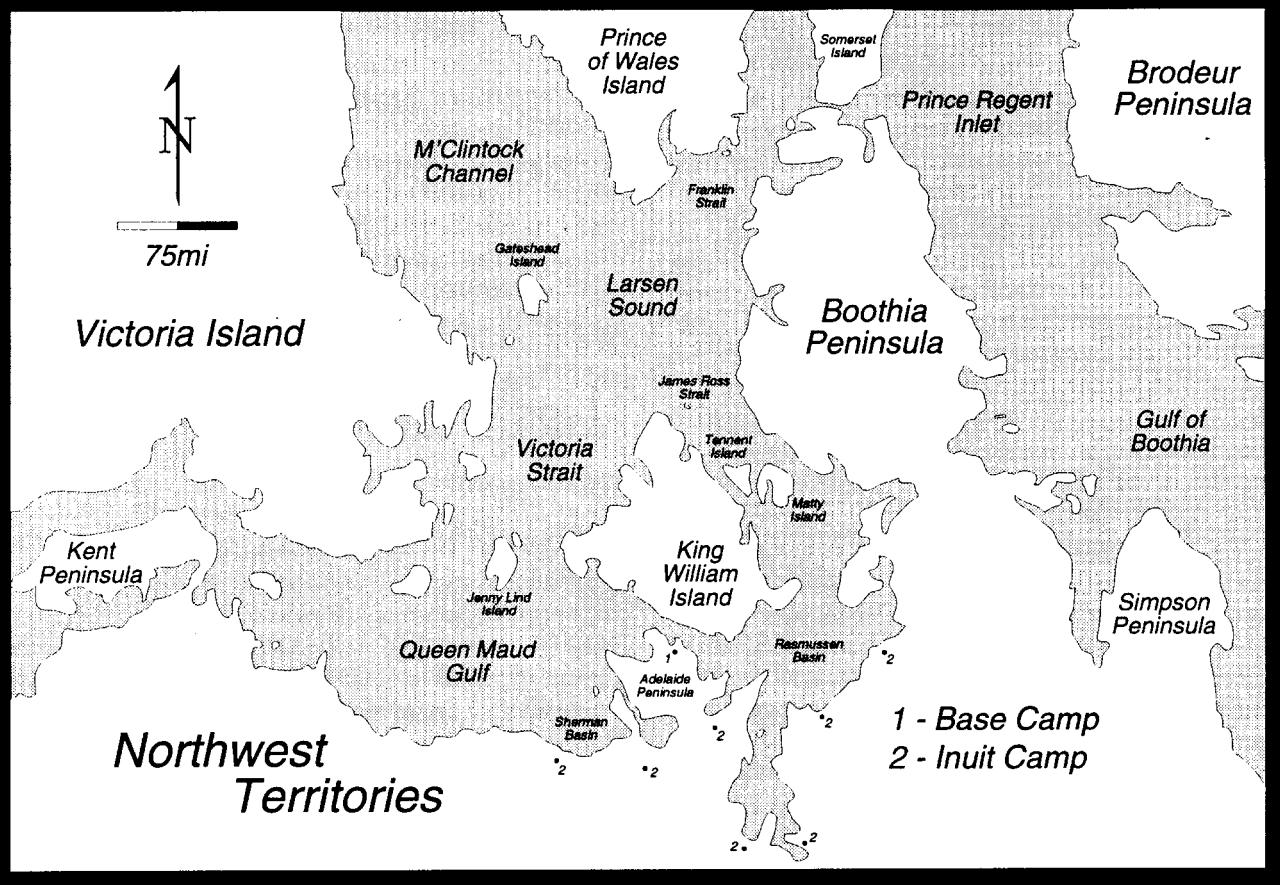 Prince
of Wales
Island
Somerset
Island
Brodeur
Peninsula
Prince Regent
Inlet
N
M'Clintock
Channel
Franklin
Strait
75mi
Gateshead
Island
Larsen
Sound
Victoria Island
Boothia
Peninsula
James Ross
Strait
Gulf of
Boothia
Victoria
Strait
Tennent
Island
Matty
Island
Kent
Peninsula
King
William
Island
Jenny Lind
Island
Simpson
Peninsula
Queen Maud
Gulf
Rasmussen
Basin
1
2
Adelaide
Peninsula
Sherman
Basin
2
2
1 - Base Camp
2 - Inuit Camp
Northwest
Territories
2
2
2
2